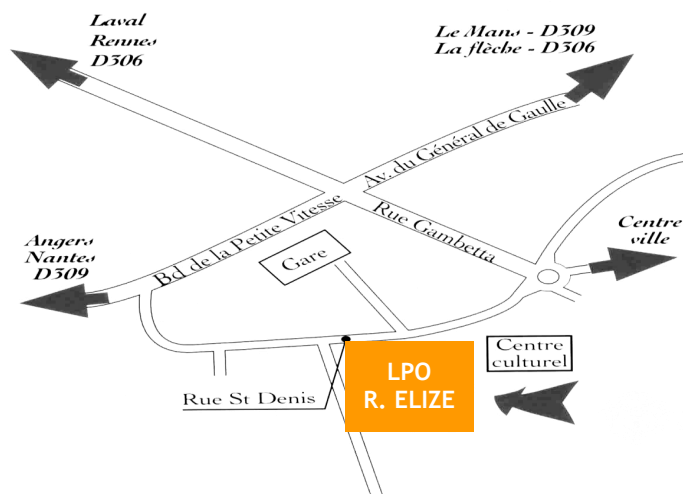 Laval
Rennes
D306
Le Mans - D309
La flèche - D306
Av. du Général de Gaulle
Bd de la Petite Vitesse
Rue Gambetta
Centre
ville
Angers
Nantes
D309
Gare
Centre
culturel
LPO
R. ELIZE
Rue St Denis